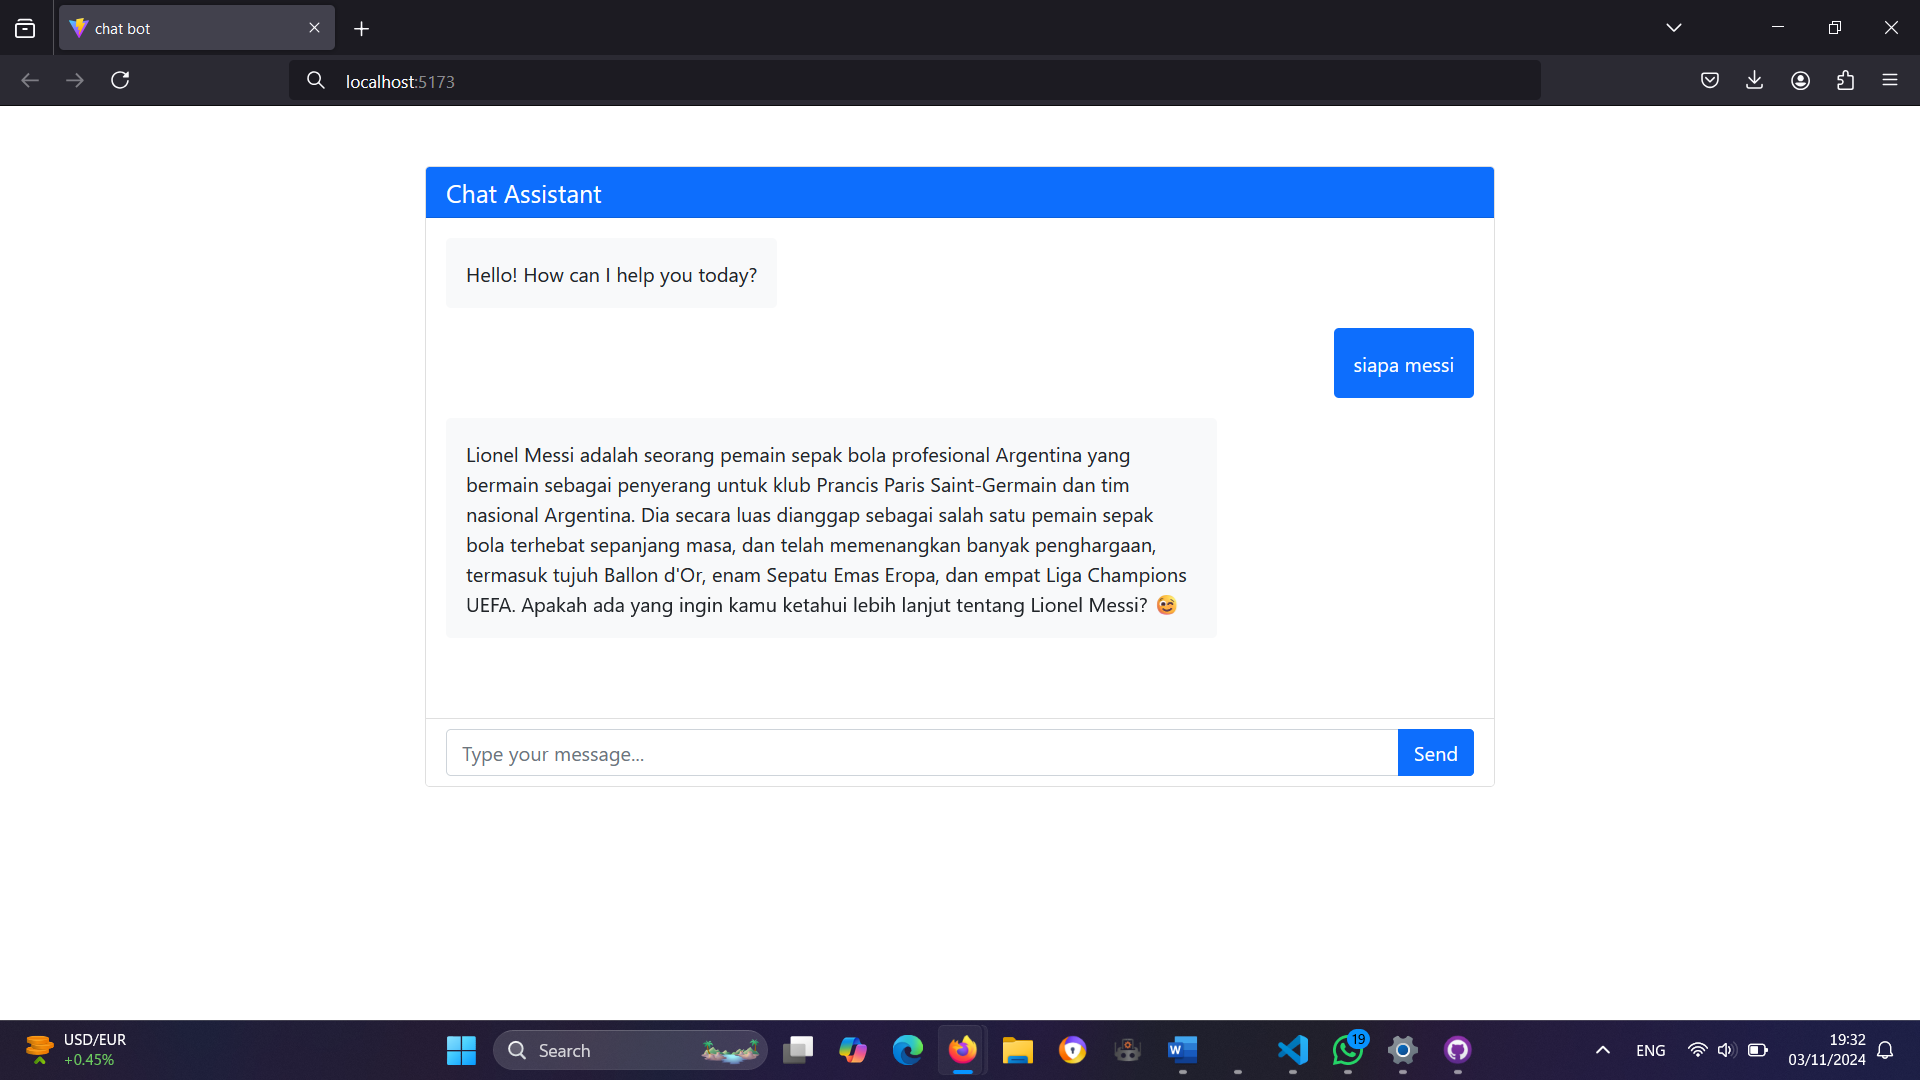 chat bot
localhost:5173
Chat Assistant
Hello! How can I help you today?
siapa messi
Lionel Messi adalah seorang pemain sepak bola profesional Argentina yang
bermain sebagai penyerang untuk klub Prancis Paris Saint-Germain dan tim
nasional Argentina. Dia secara luas dianggap sebagai salah satu pemain sepak
bola terhebat sepanjang masa, dan telah memenangkan banyak penghargaan,
termasuk tujuh Ballon d'Or, enam Sepatu Emas Eropa, dan empat Liga Champions
UEFA. Apakah ada yang ingin kamu ketahui lebih lanjut tentang Lionel Messi? 😉
Type your message...
Send
USD/EUR
+0.45%
Search
W
19
ENG
19:32
03/11/2024